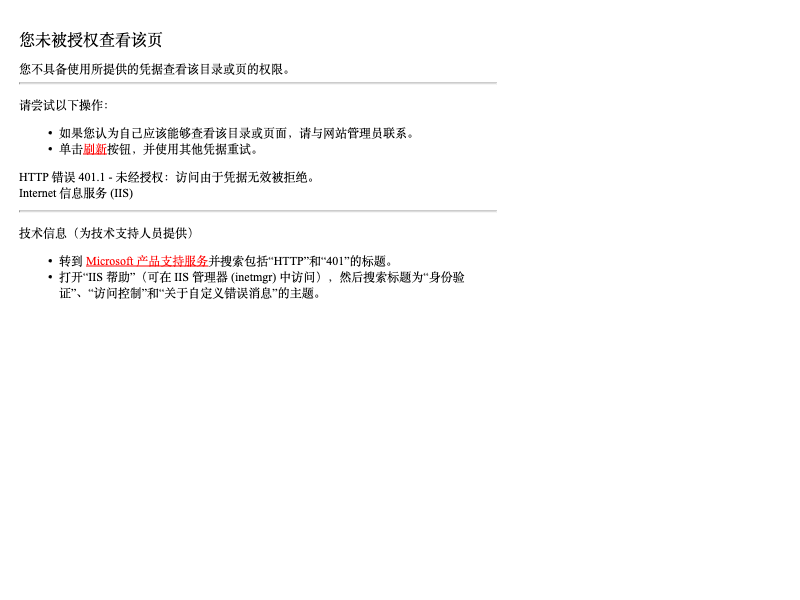 您未被授权查看该页
您不具备使用所提供的凭据查看该目录或页的权限。
请尝试以下操作：
• 如果您认为自己应该能够查看该目录或页面，请与网站管理员联系。
• 单击刷新按钮，并使用其他凭据重试。
HTTP 错误 401.1 - 未经授权：访问由于凭据无效被拒绝。
Internet 信息服务 (IIS)
技术信息（为技术支持人员提供）
• 转到 Microsoft 产品支持服务并搜索包括“HTTP”和“401”的标题。
• 打开“IIS 帮助”（可在 IIS 管理器 (inetmgr) 中访问），然后搜索标题为“身份验
证”、“访问控制”和“关于自定义错误消息”的主题。